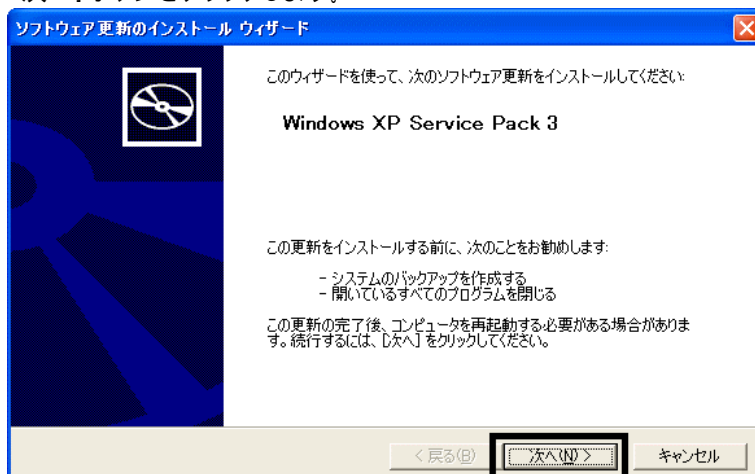 ソフトウェア更新のインストール ウィザード
このウィザードを使って、次のソフトウェア更新をインストールしてください:
Windows XP Service Pack 3
この更新をインストールする前に、次のことをお勧めします:
- システムのバックアップを作成する
- 開いているすべてのプログラムを閉じる
この更新の完了後、コンピュータを再起動する必要がある場合がありま
す。続行するには、[次へ] をクリックしてください。
< 戻る(B)
次へ(N) >
キャンセル